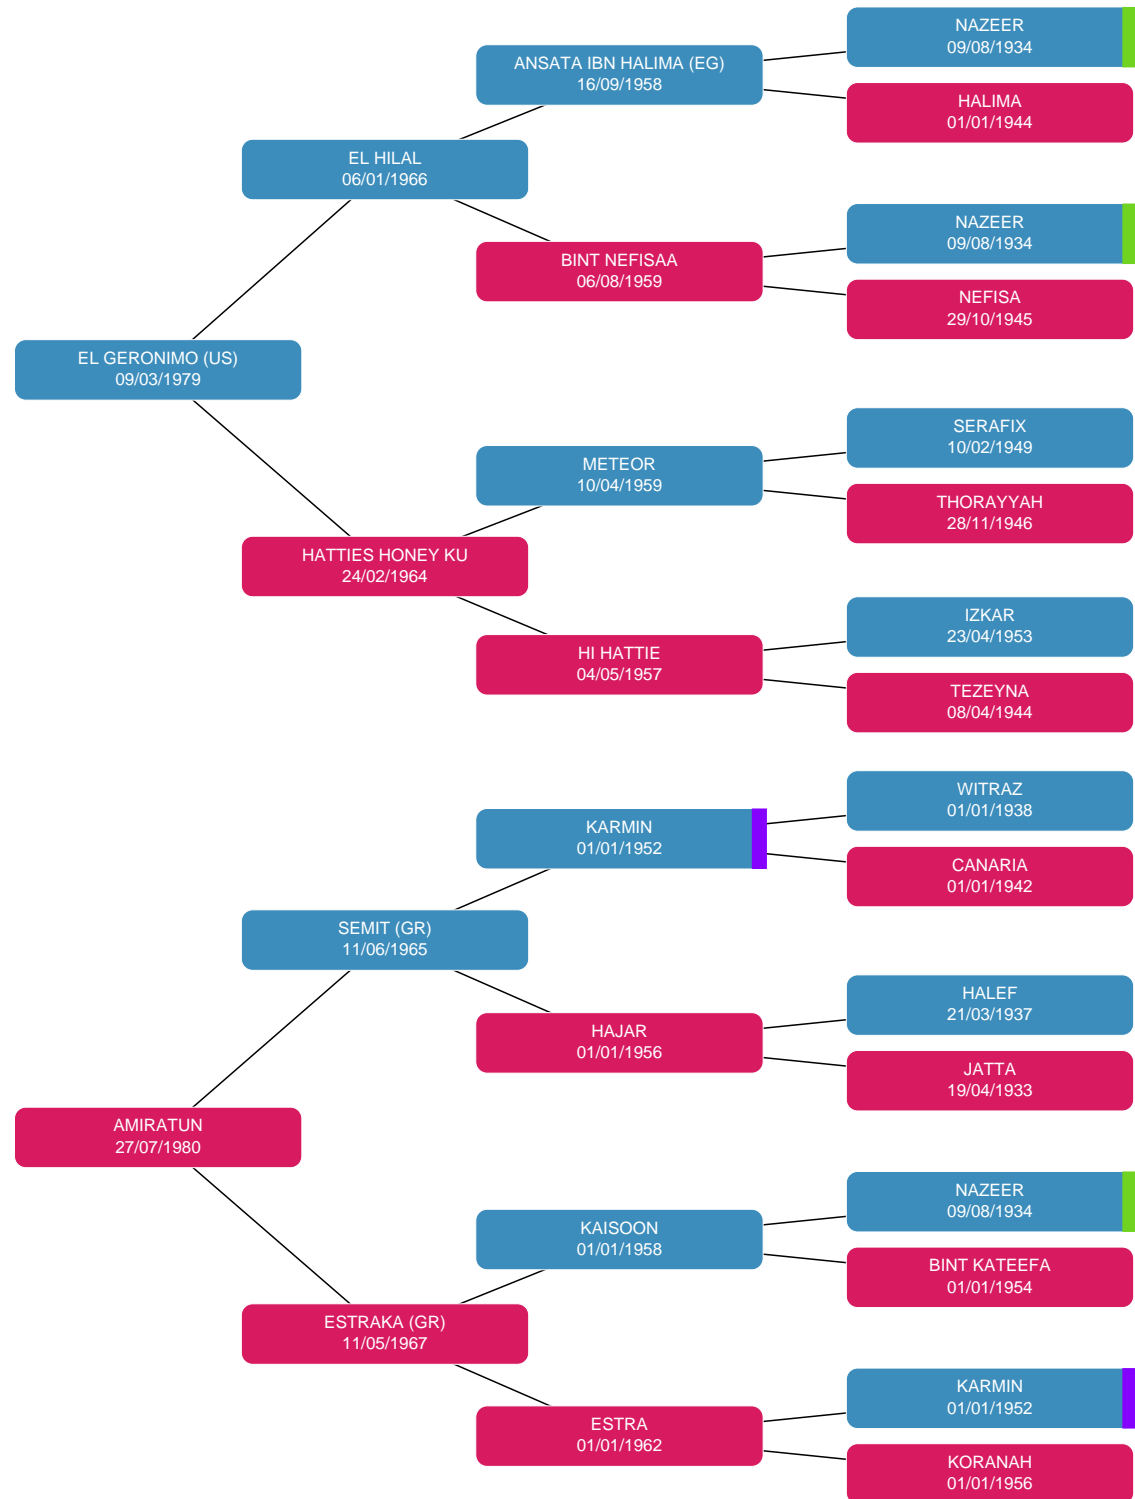 NAZEER
09/08/1934
ANSATA IBN HALIMA (EG)
16/09/1958
HALIMA
01/01/1944
EL HILAL
06/01/1966
NAZEER
09/08/1934
BINT NEFISAA
06/08/1959
NEFISA
29/10/1945
EL GERONIMO (US)
09/03/1979
SERAFIX
10/02/1949
METEOR
10/04/1959
THORAYYAH
28/11/1946
HATTIES HONEY KU
24/02/1964
IZKAR
23/04/1953
HI HATTIE
04/05/1957
TEZEYNA
08/04/1944
WITRAZ
01/01/1938
KARMIN
01/01/1952
CANARIA
01/01/1942
SEMIT (GR)
11/06/1965
HALEF
21/03/1937
HAJAR
01/01/1956
JATTA
19/04/1933
AMIRATUN
27/07/1980
NAZEER
09/08/1934
KAISOON
01/01/1958
BINT KATEEFA
01/01/1954
ESTRAKA (GR)
11/05/1967
KARMIN
01/01/1952
ESTRA
01/01/1962
KORANAH
01/01/1956